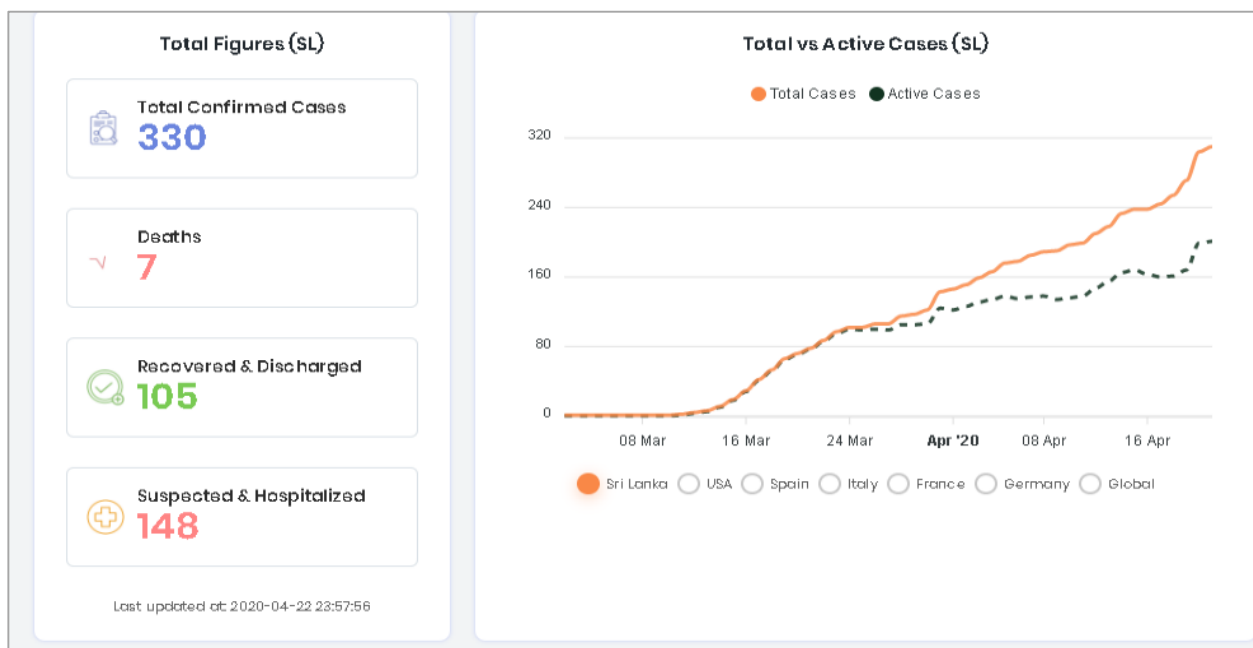 Total Figures (SL)
Total Confirmed Cases
330
Deaths
7
Recovered & Discharged
105
Suspected & Hospitalized
148
Last updated at: 2020-04-22 23:57:56
Total vs Active Cases (SL)
Total Cases Active Cases
320
240
160
80
0
08 Mar 16 Mar 24 Mar Apr '20 08 Apr 16 Apr
Sri Lanka USA Spain Italy France Germany Global